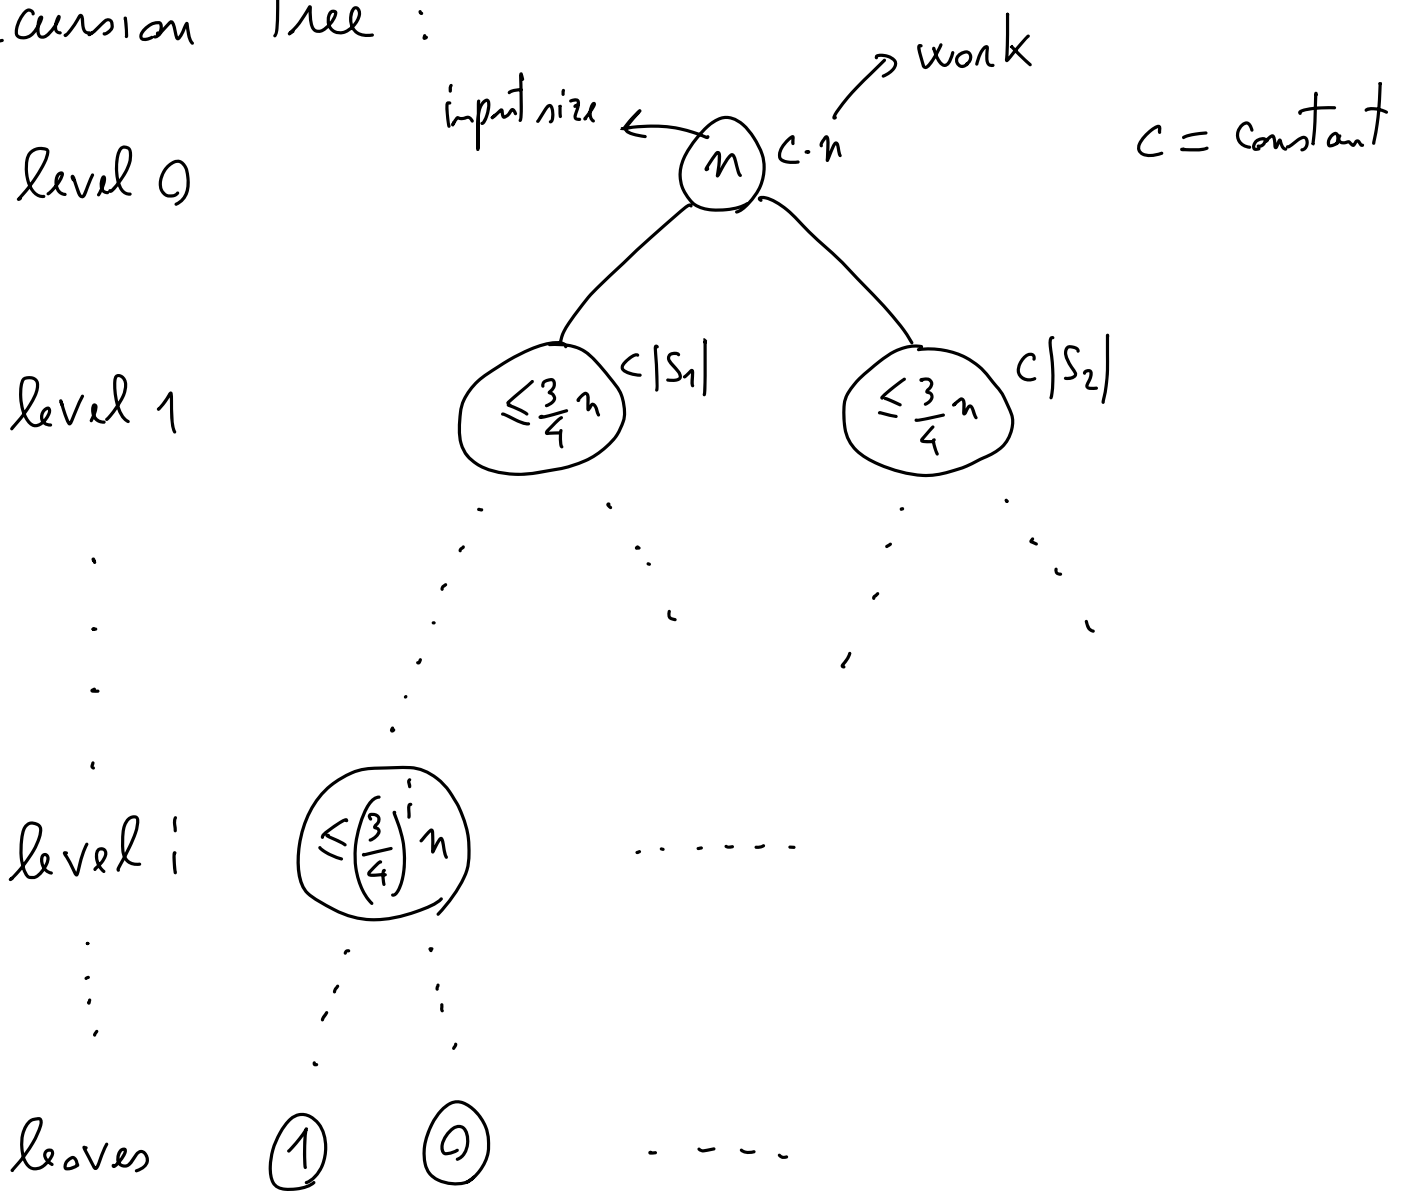 cursion Tree :
work
input size
c = constant
level 0
n c·n
c|S₁| c|S₂|
level 1
≤ 3/4 n ≤ 3/4 n
level i
≤ (3/4)^i n ......
leaves
1 0 ----